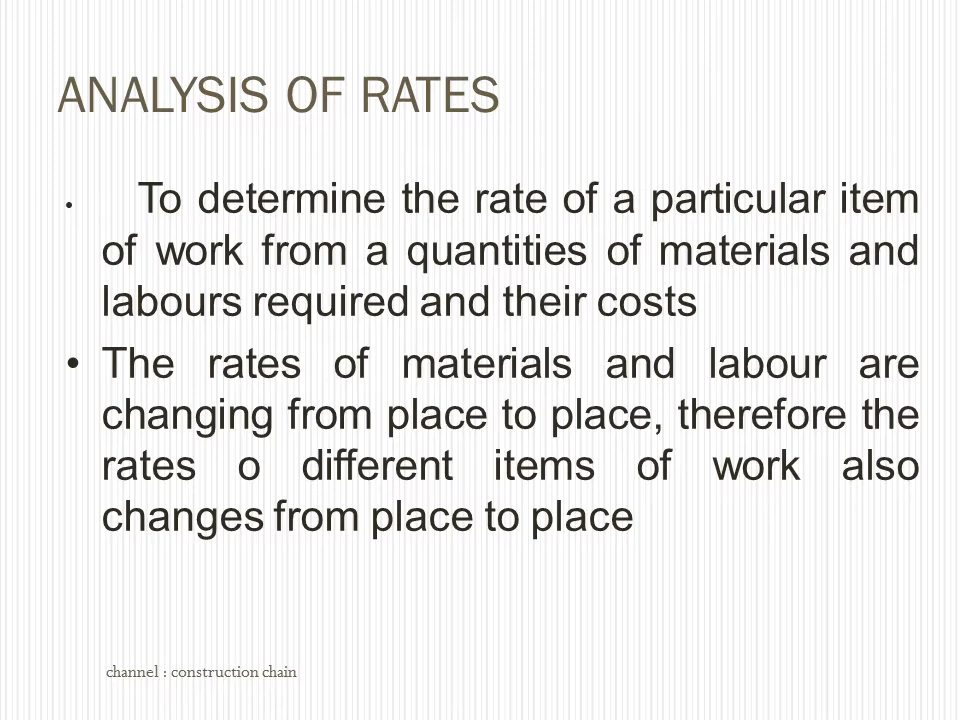 ANALYSIS OF RATES
• To determine the rate of a particular item
of work from a quantities of materials and
labours required and their costs
• The rates of materials and labour are
changing from place to place, therefore the
rates o different items of work also
changes from place to place
channel : construction chain